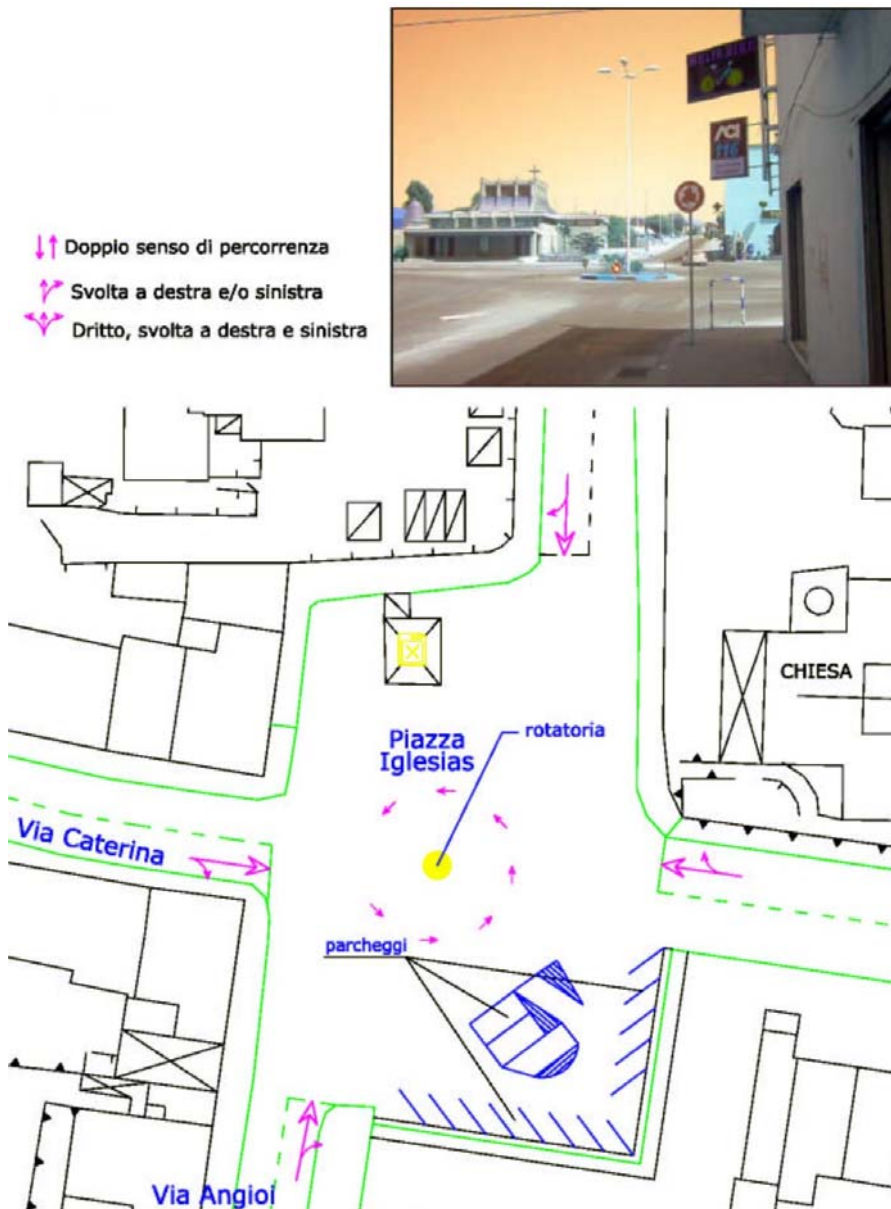 ACI
116
Doppio senso di percorrenza
Svolta a destra e/o sinistra
Dritto, svolta a destra e sinistra
CHIESA
Piazza
Iglesias
rotatoria
Via Caterina
parcheggi
Via Angioi